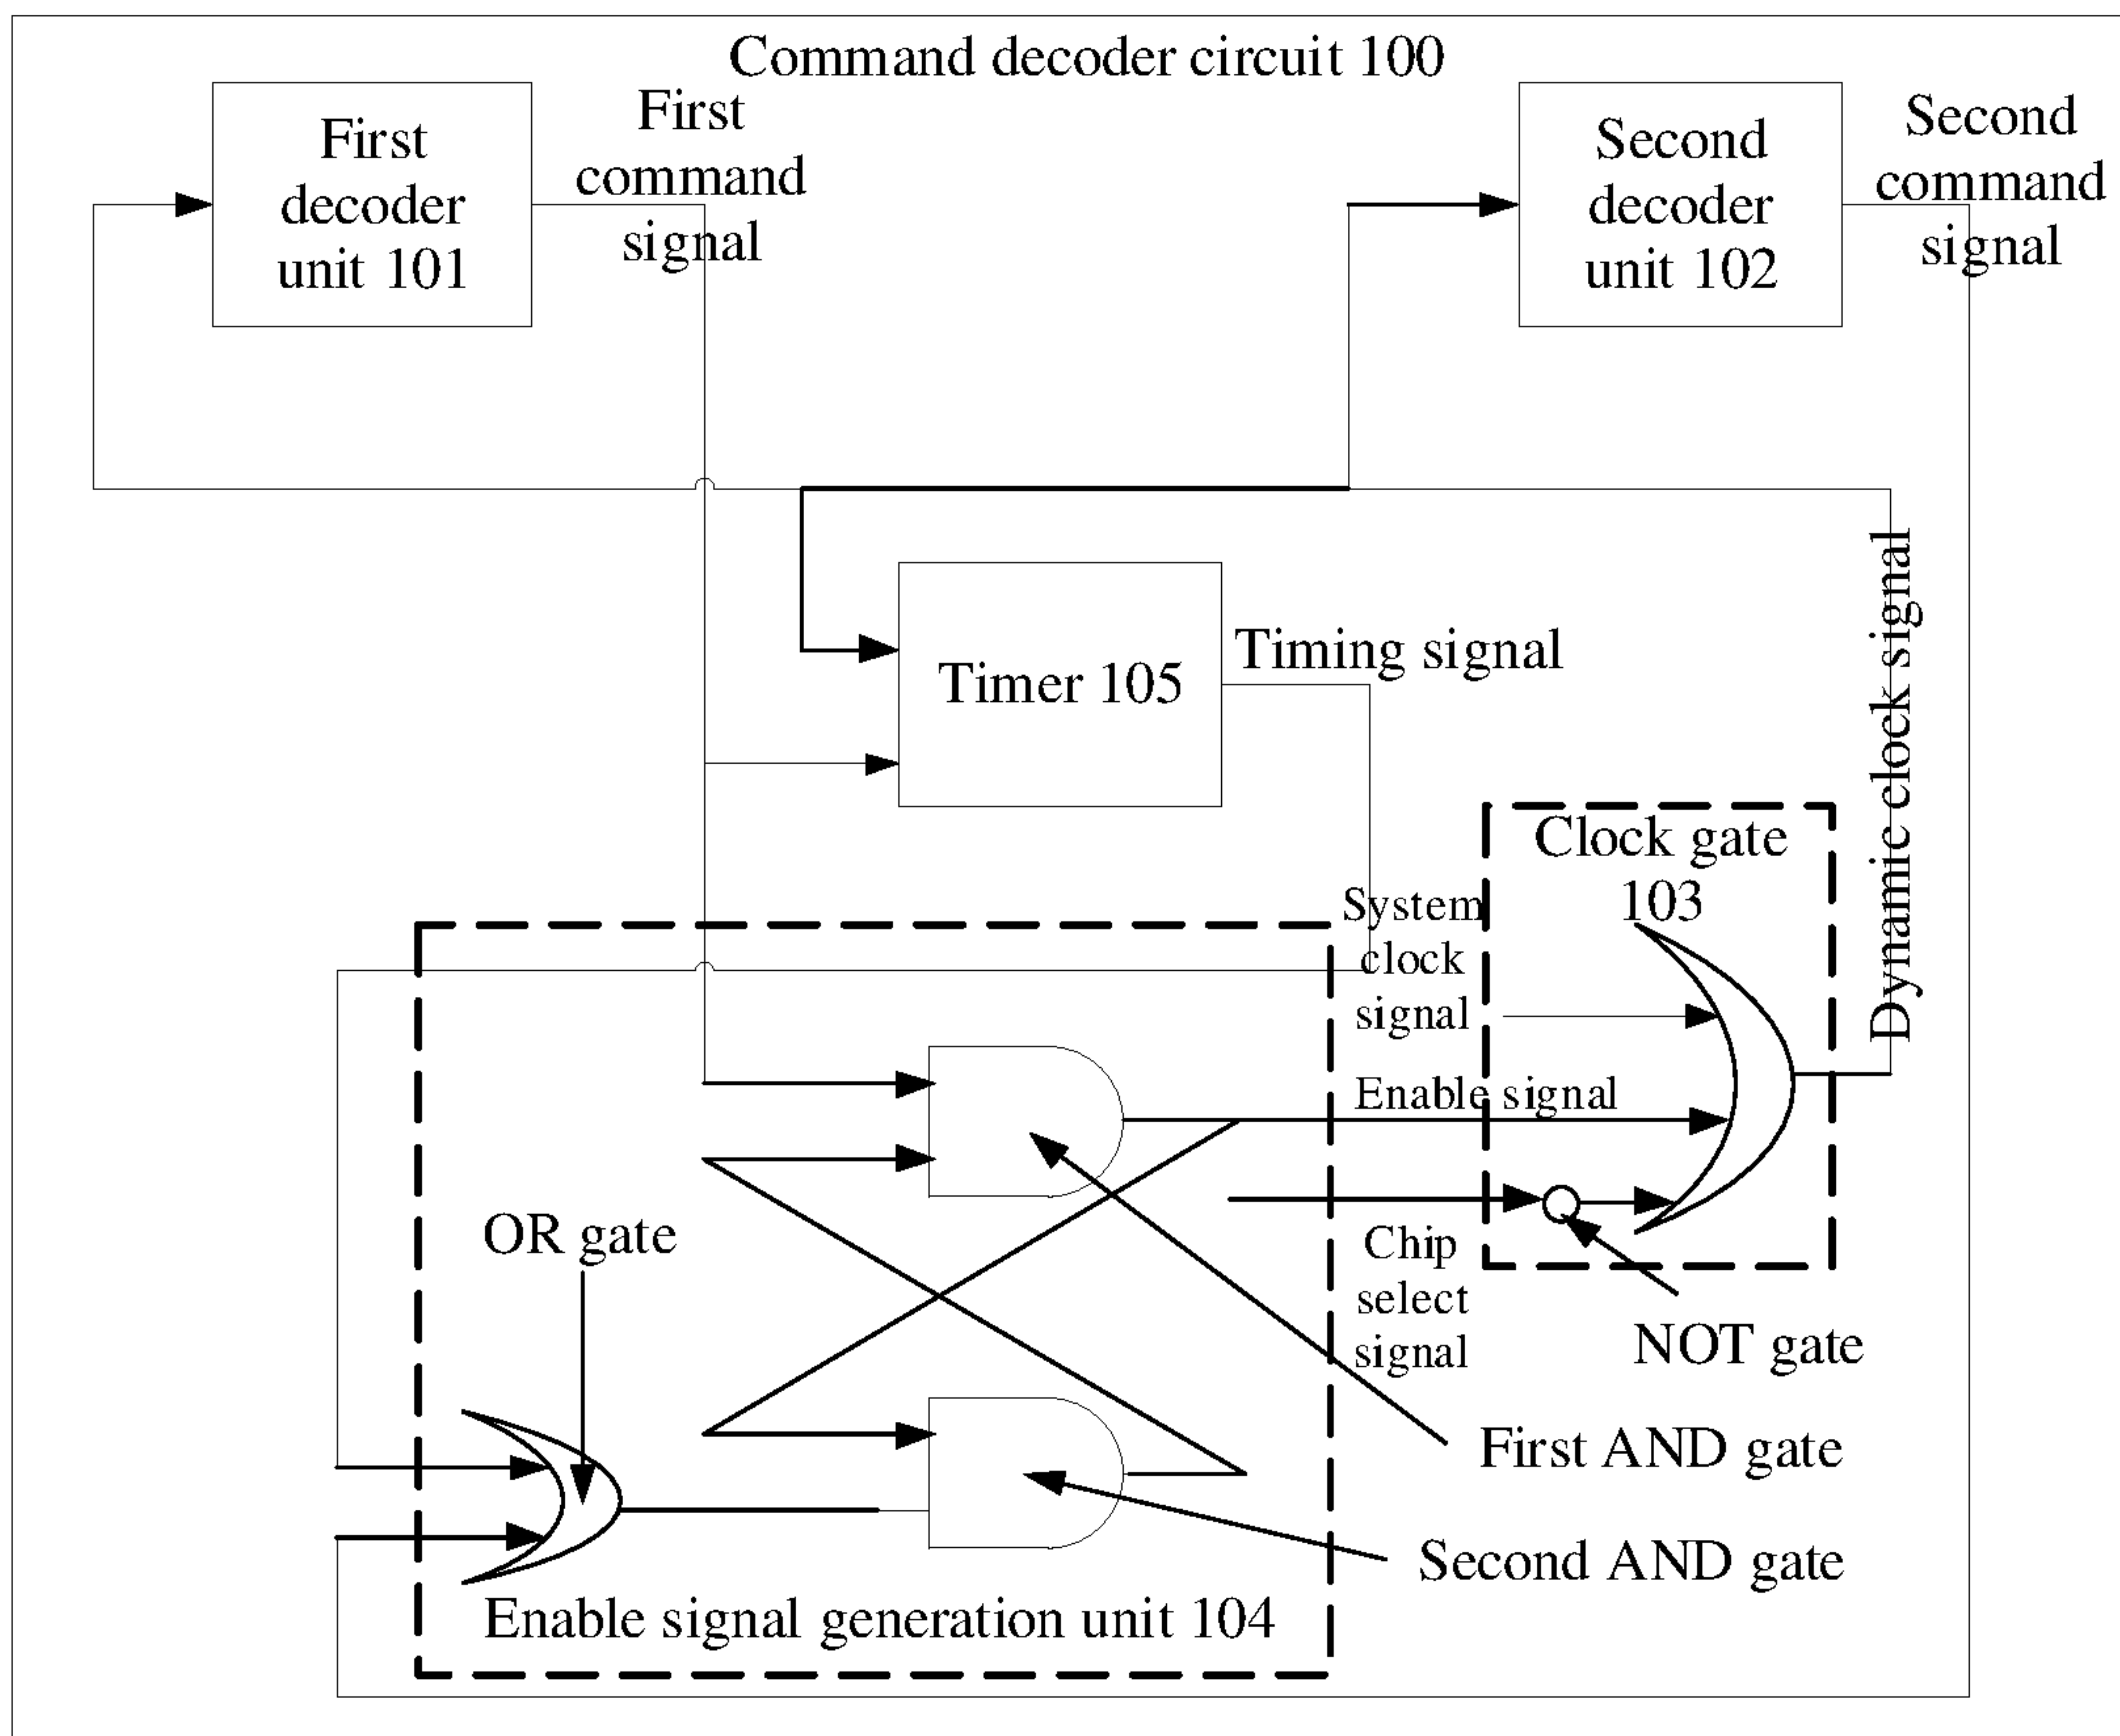 Command decoder circuit 100
First
decoder
unit 101
First
command
signal
Second
decoder
unit 102
Second
command
signal
Timer 105
Timing signal
Dynamic clock signal
Clock gate
103
System
clock
signal
Enable signal
Chip
select
signal
NOT gate
OR gate
First AND gate
Second AND gate
Enable signal generation unit 104